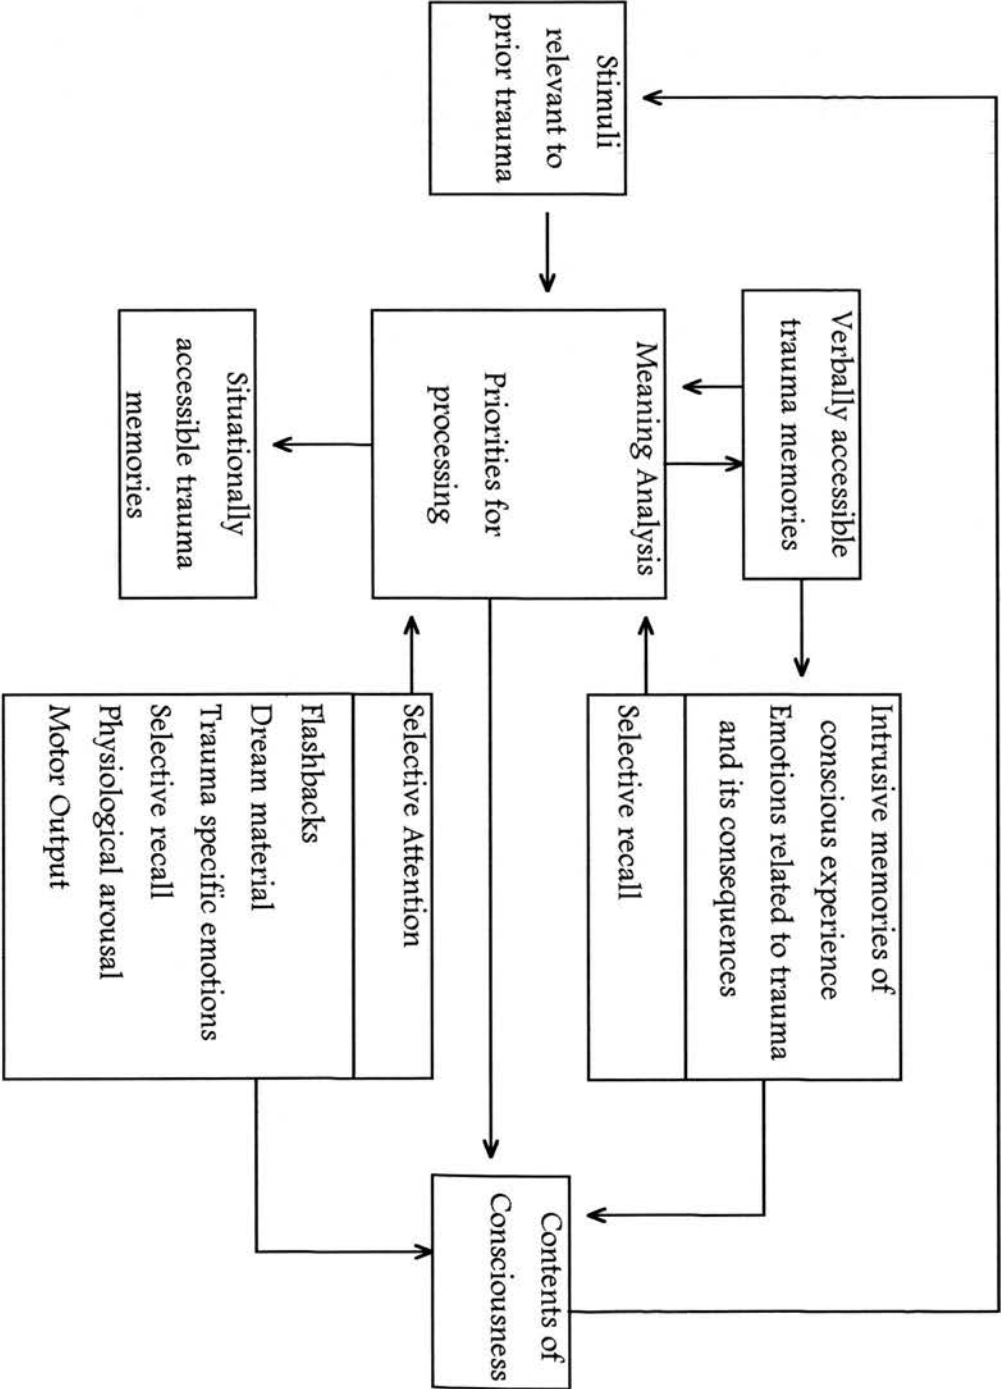 Stimuli
relevant to
prior trauma
Verbally accessible
trauma memories
Meaning Analysis
Priorities for
processing
Situationally
accessible trauma
memories
Intrusive memories of
conscious experience
Emotions related to trauma
and its consequences
Selective recall
Selective Attention
Flashbacks
Dream material
Trauma specific emotions
Selective recall
Physiological arousal
Motor Output
Contents of
Consciousness